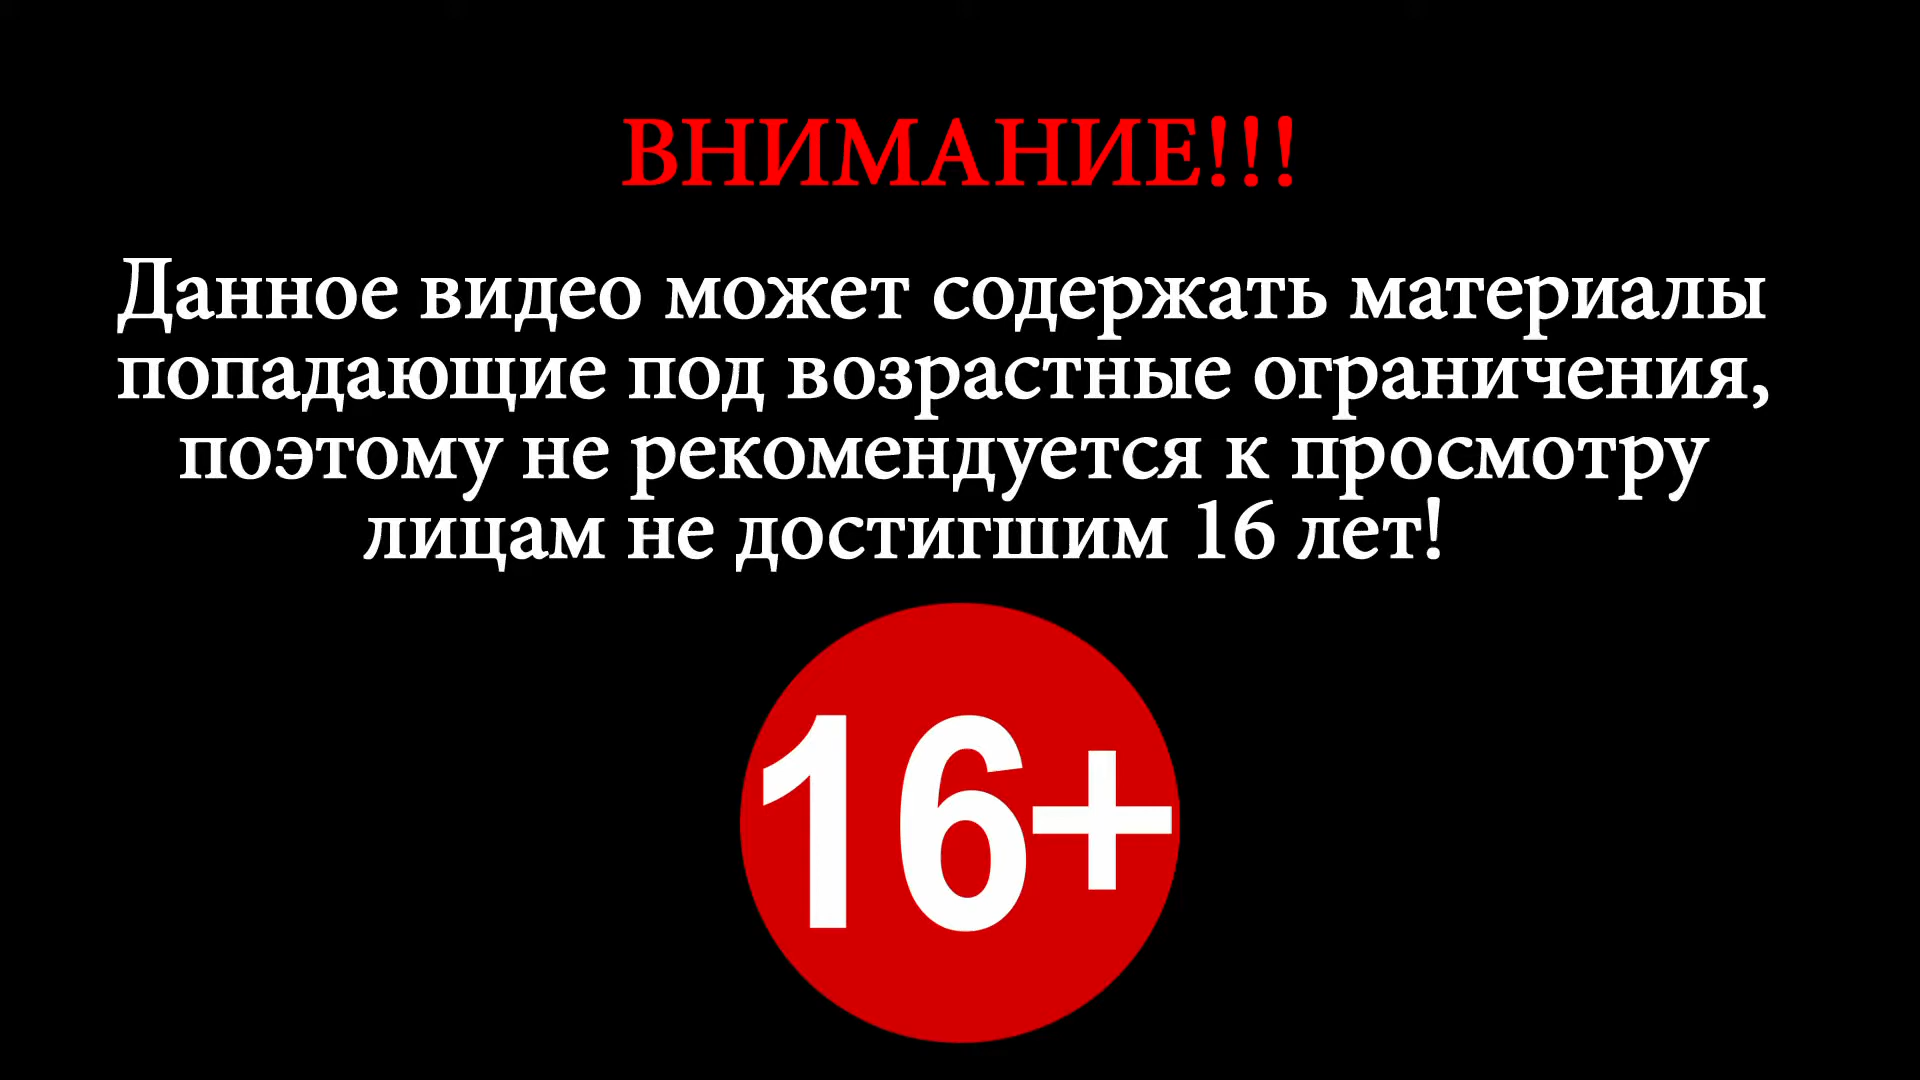 ВНИМАНИЕ!!!
Данное видео может содержать материалы
попадающие под возрастные ограничения,
поэтому не рекомендуется к просмотру
лицам не достигшим 16 лет!
16+